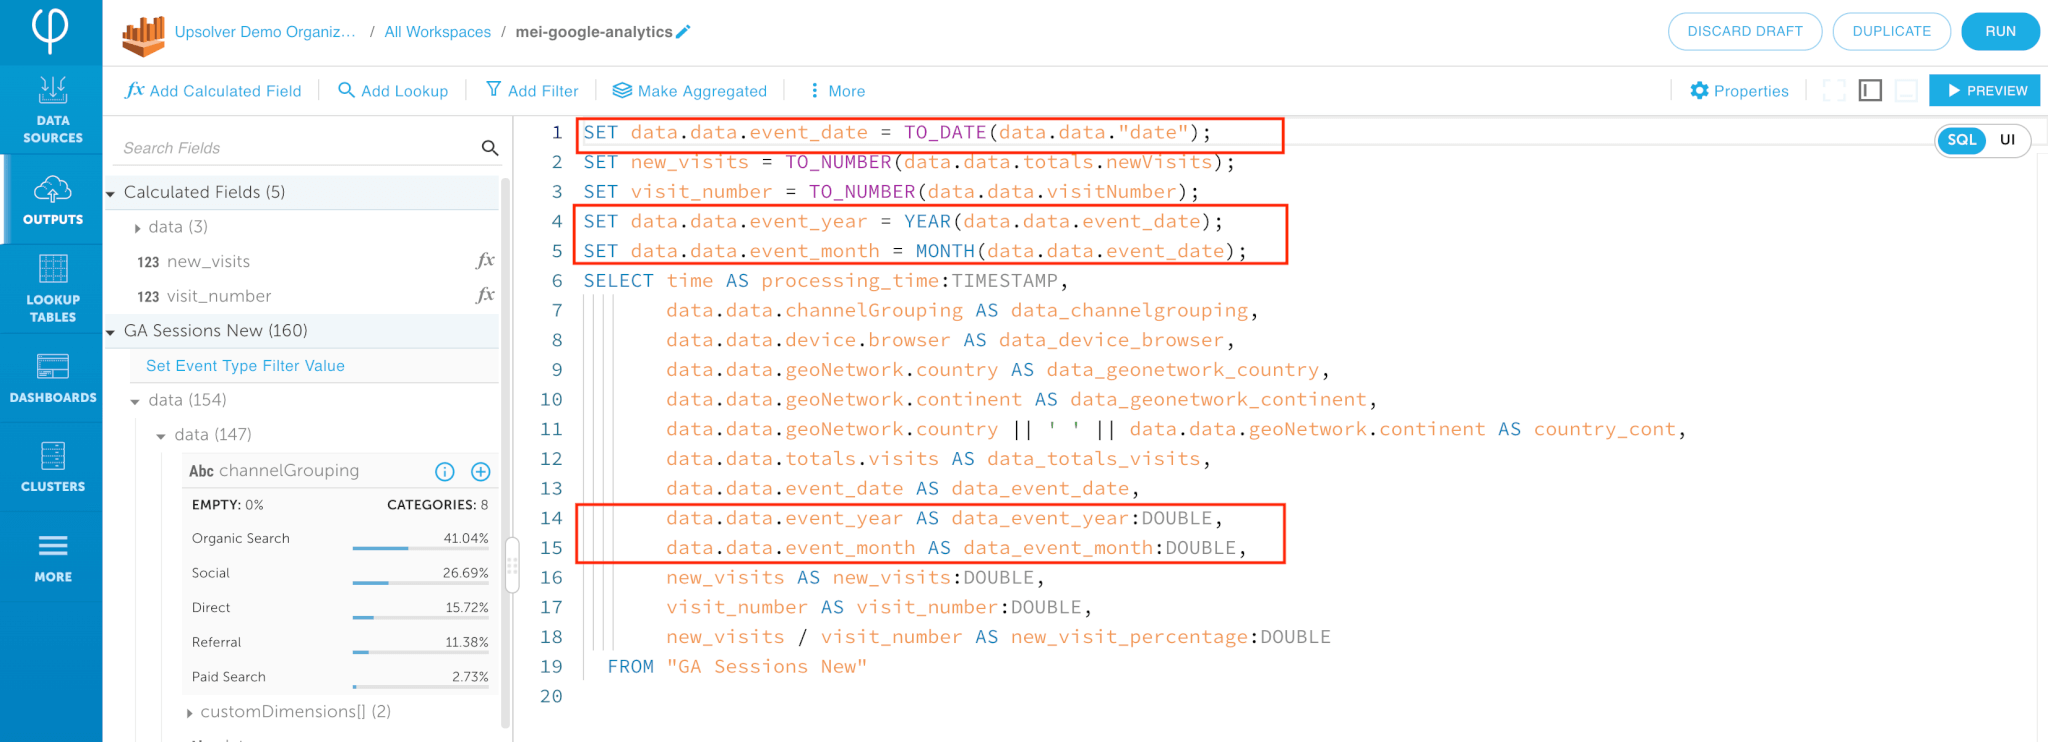 Upsolver Demo Organiz... / All Workspaces / mei-google-analytics
DISCARD DRAFT
DUPLICATE
RUN
fx Add Calculated Field
Add Lookup
Add Filter
Make Aggregated
More
Properties
PREVIEW
DATA
SOURCES
OUTPUTS
LOOKUP
TABLES
DASHBOARDS
CLUSTERS
MORE
Search Fields
Calculated Fields (5)
data (3)
123 new_visits fx
123 visit_number fx
GA Sessions New (160)
Set Event Type Filter Value
data (154)
data (147)
Abc channelGrouping
EMPTY: 0% CATEGORIES: 8
Organic Search 41.04%
Social 26.69%
Direct 15.72%
Referral 11.38%
Paid Search 2.73%
customDimensions[] (2)
SQL UI
1 SET data.data.event_date = TO_DATE(data.data."date");
2 SET new_visits = TO_NUMBER(data.data.totals.newVisits);
3 SET visit_number = TO_NUMBER(data.data.visitNumber);
4 SET data.data.event_year = YEAR(data.data.event_date);
5 SET data.data.event_month = MONTH(data.data.event_date);
6 SELECT time AS processing_time:TIMESTAMP,
7 data.data.channelGrouping AS data_channelgrouping,
8 data.data.device.browser AS data_device_browser,
9 data.data.geoNetwork.country AS data_geonetwork_country,
10 data.data.geoNetwork.continent AS data_geonetwork_continent,
11 data.data.geoNetwork.country || ' ' || data.data.geoNetwork.continent AS country_cont,
12 data.data.totals.visits AS data_totals_visits,
13 data.data.event_date AS data_event_date,
14 data.data.event_year AS data_event_year:DOUBLE,
15 data.data.event_month AS data_event_month:DOUBLE,
16 new_visits AS new_visits:DOUBLE,
17 visit_number AS visit_number:DOUBLE,
18 new_visits / visit_number AS new_visit_percentage:DOUBLE
19 FROM "GA Sessions New"
20